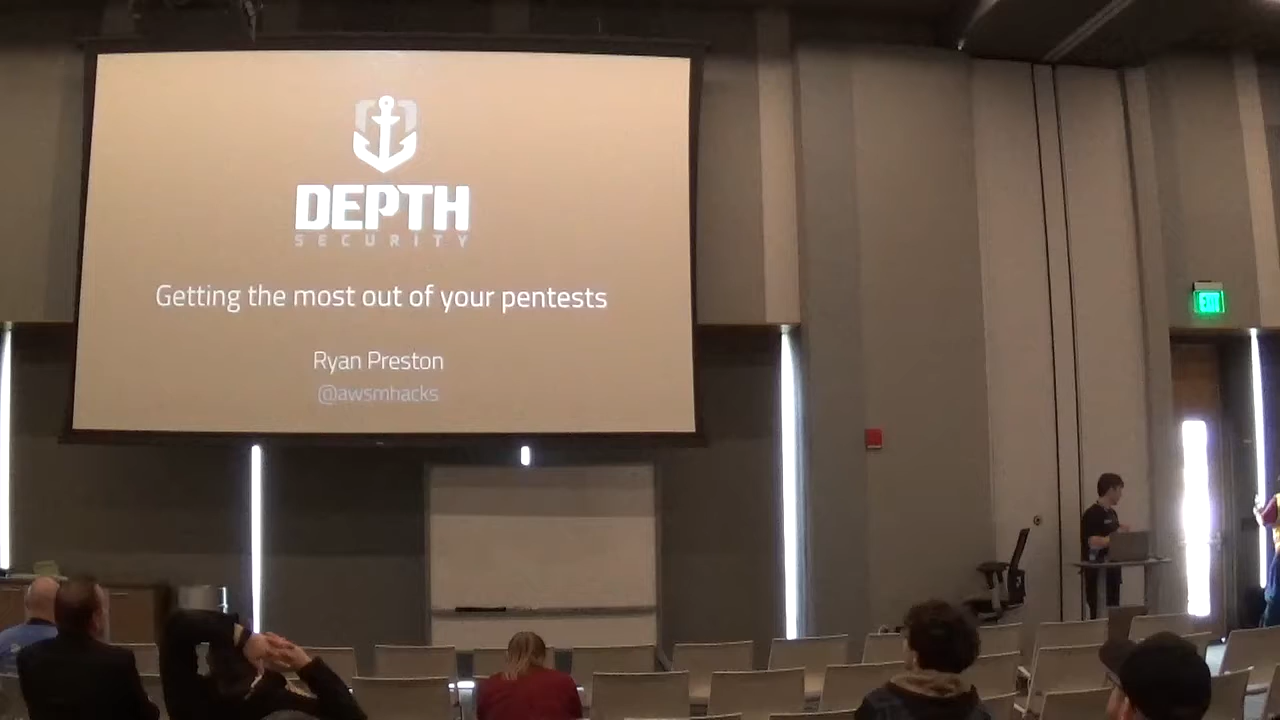 DEPTH
SECURITY
Getting the most out of your pentests
Ryan Preston
@awsmhacks
EXIT